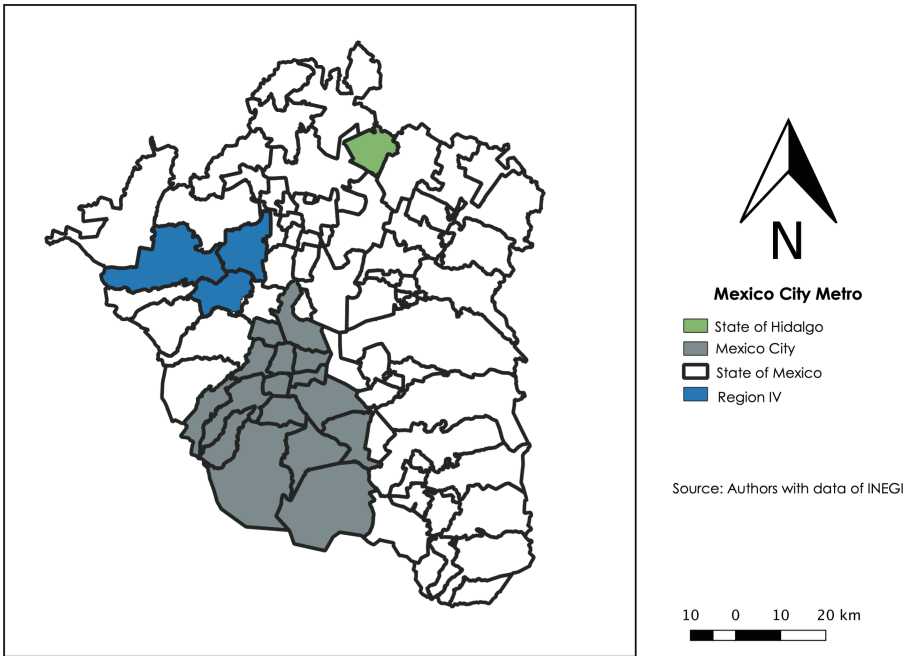 N
Mexico City Metro
State of Hidalgo
Mexico City
State of Mexico
Region IV
Source: Authors with data of INEGI
10 0 10 20 km